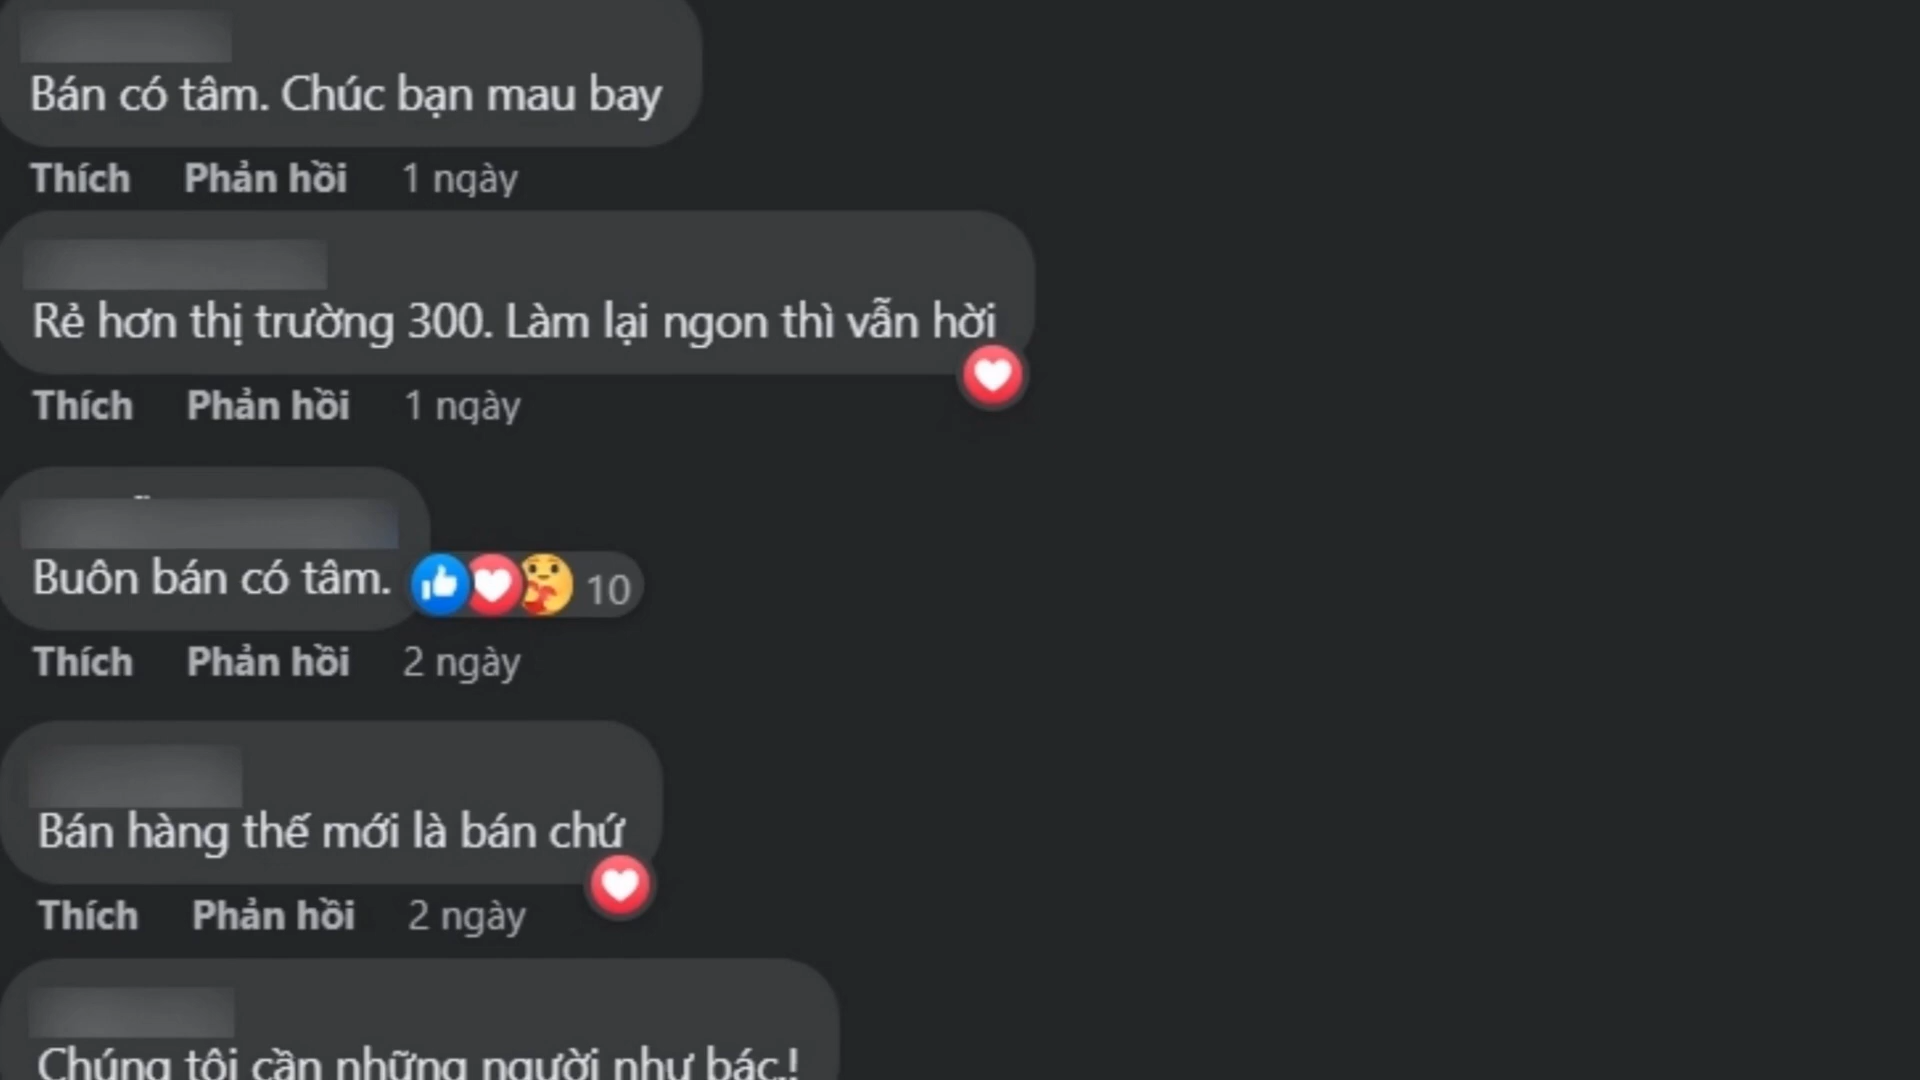 Bán có tâm. Chúc bạn mau bay
Thích Phản hồi 1 ngày
Rẻ hơn thị trường 300. Làm lại ngon thì vẫn hời
Thích Phản hồi 1 ngày
Buôn bán có tâm. 10
Thích Phản hồi 2 ngày
Bán hàng thế mới là bán chứ
Thích Phản hồi 2 ngày
Chúng tôi cần những người như bác.!